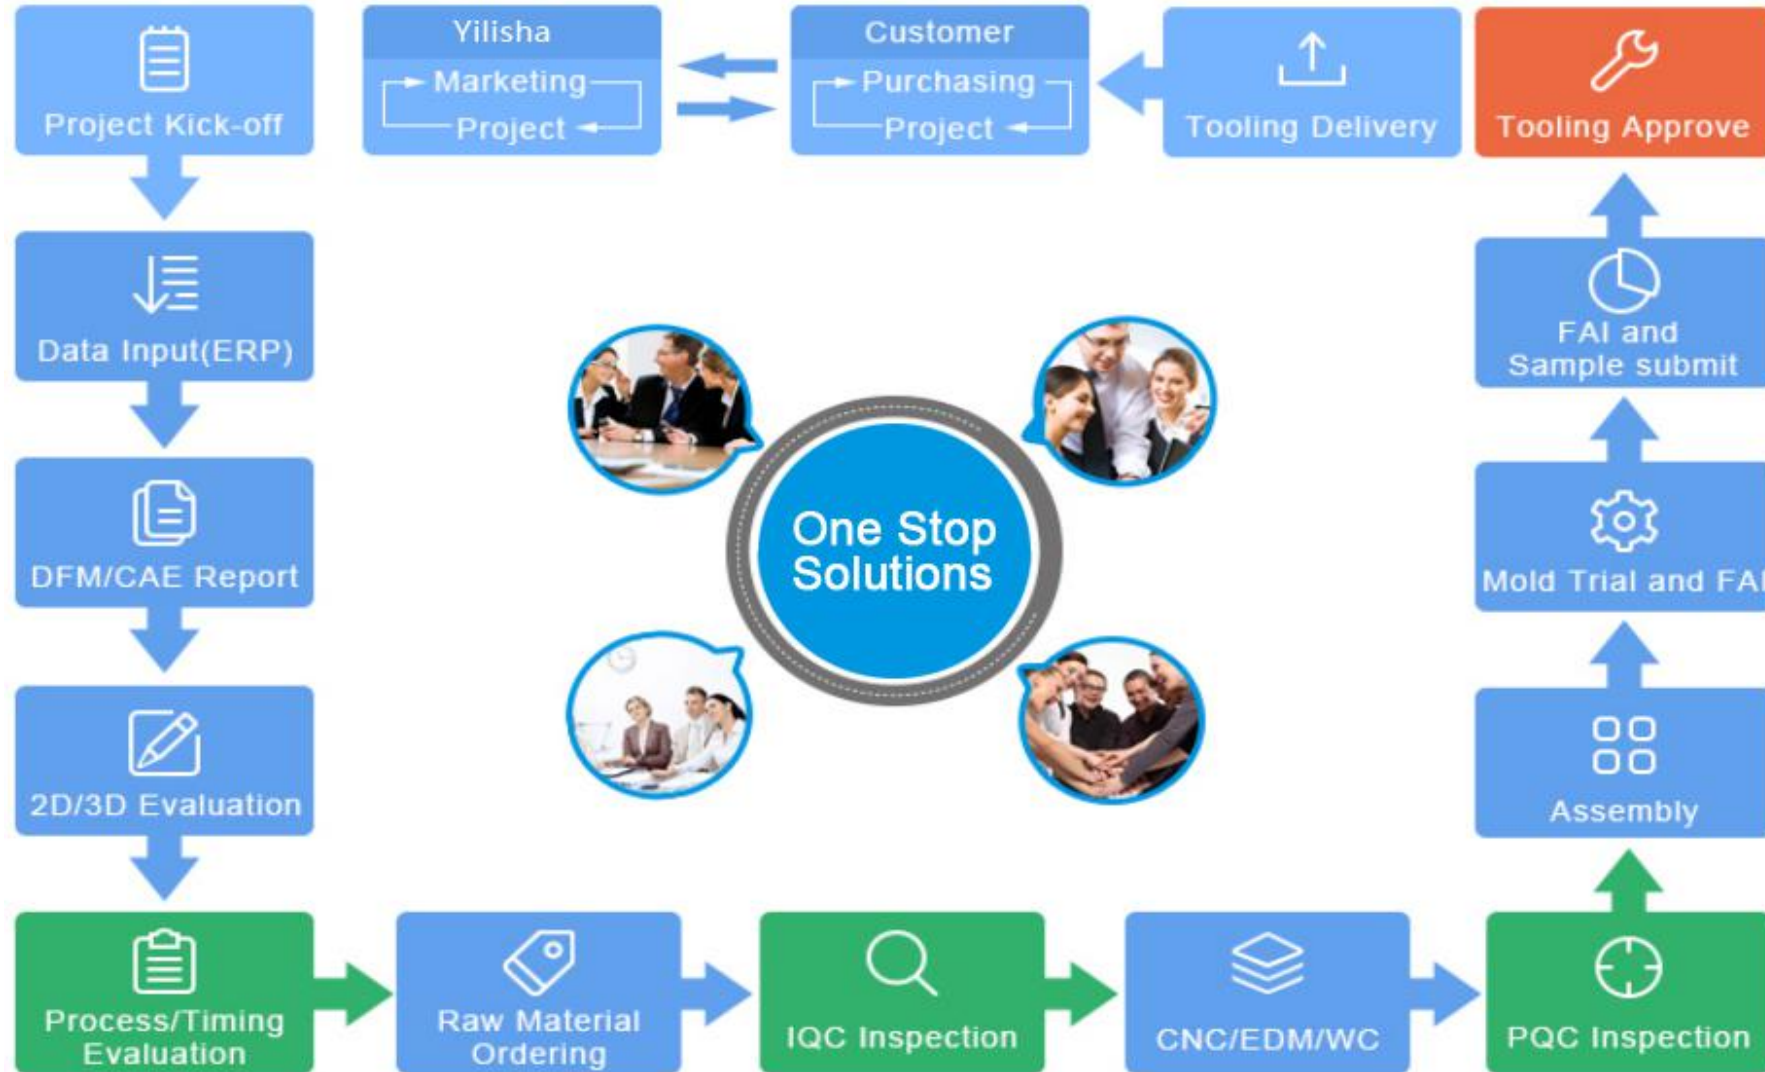 Project Kick-off
Yilisha
Marketing
Project
Customer
Purchasing
Project
Tooling Delivery
Tooling Approve
Data Input(ERP)
FAI and
Sample submit
DFM/CAE Report
One Stop
Solutions
Mold Trial and FAI
2D/3D Evaluation
Assembly
Process/Timing
Evaluation
Raw Material
Ordering
IQC Inspection
CNC/EDM/WC
PQC Inspection